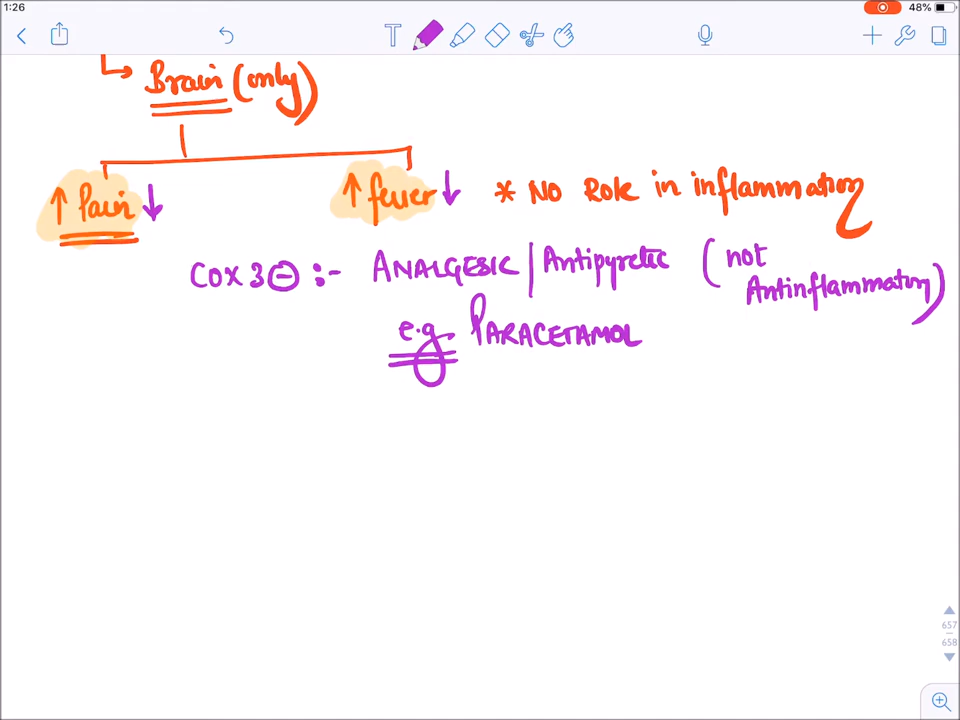 1:26
48%
T
↳ Brain (only)
↑ Pain ↓
↑ fever ↓
* No Role in inflammation
COX 3 ⊖ :- ANALGESIC | Antipyretic (not Antiinflammatory)
e.g. PARACETAMOL
657
658